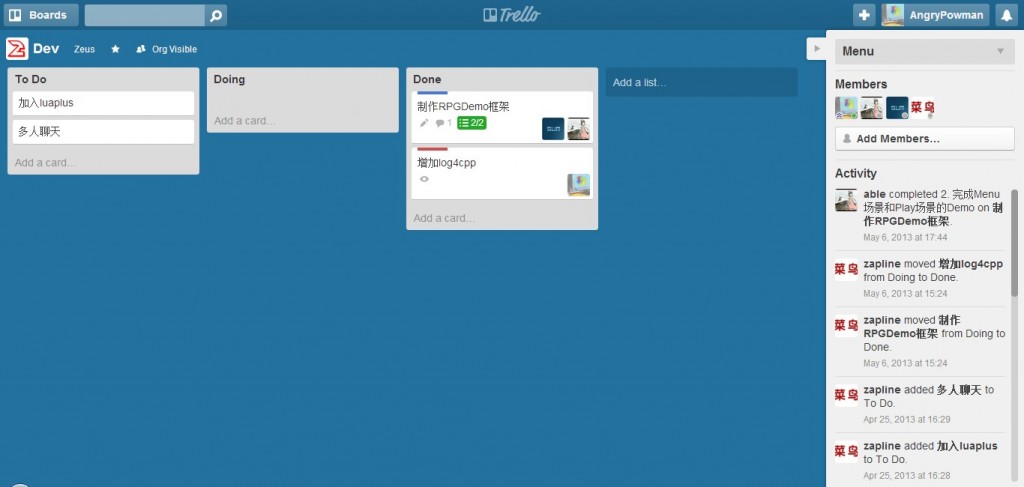 Boards
Trello
AngryPowman
Dev
Zeus
Org Visible
To Do
加入luaplus
多人聊天
Add a card…
Doing
Add a card…
Done
制作RPGDemo框架
1
2/2
增加log4cpp
Add a card…
Add a list…
Menu
Members
菜鸟
Add Members…
Activity
able completed 2. 完成Menu
场景和Play场景的Demo on 制
作RPGDemo框架.
May 6, 2013 at 17:44
菜鸟
zapline moved 增加log4cpp
from Doing to Done.
May 6, 2013 at 15:24
菜鸟
zapline moved 制作
RPGDemo框架 from Doing to
Done.
May 6, 2013 at 15:24
菜鸟
zapline added 多人聊天 to
To Do.
Apr 25, 2013 at 16:29
菜鸟
zapline added 加入luaplus
to To Do.
Apr 25, 2013 at 16:28